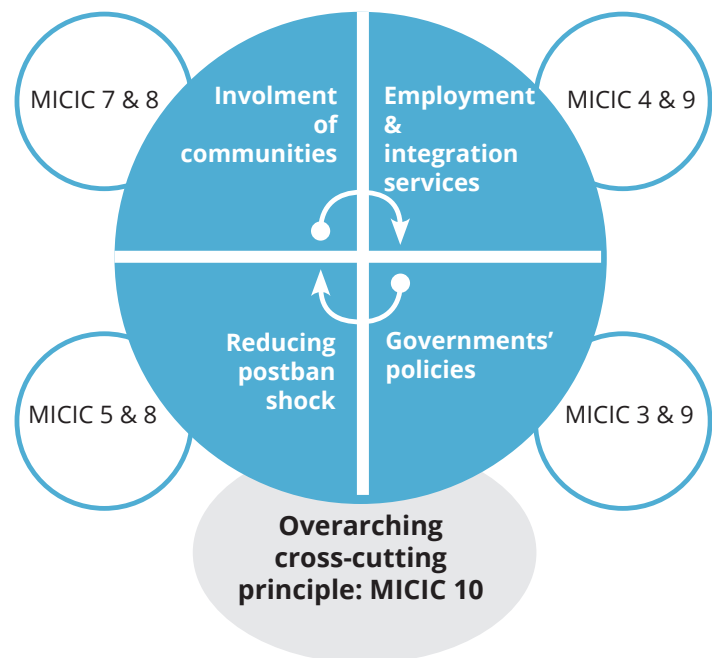 MICIC 7 & 8
Involment
of
communities
Employment
&
integration
services
MICIC 4 & 9
MICIC 5 & 8
Reducing
postban
shock
Governments’
policies
MICIC 3 & 9
Overarching
cross-cutting
principle: MICIC 10